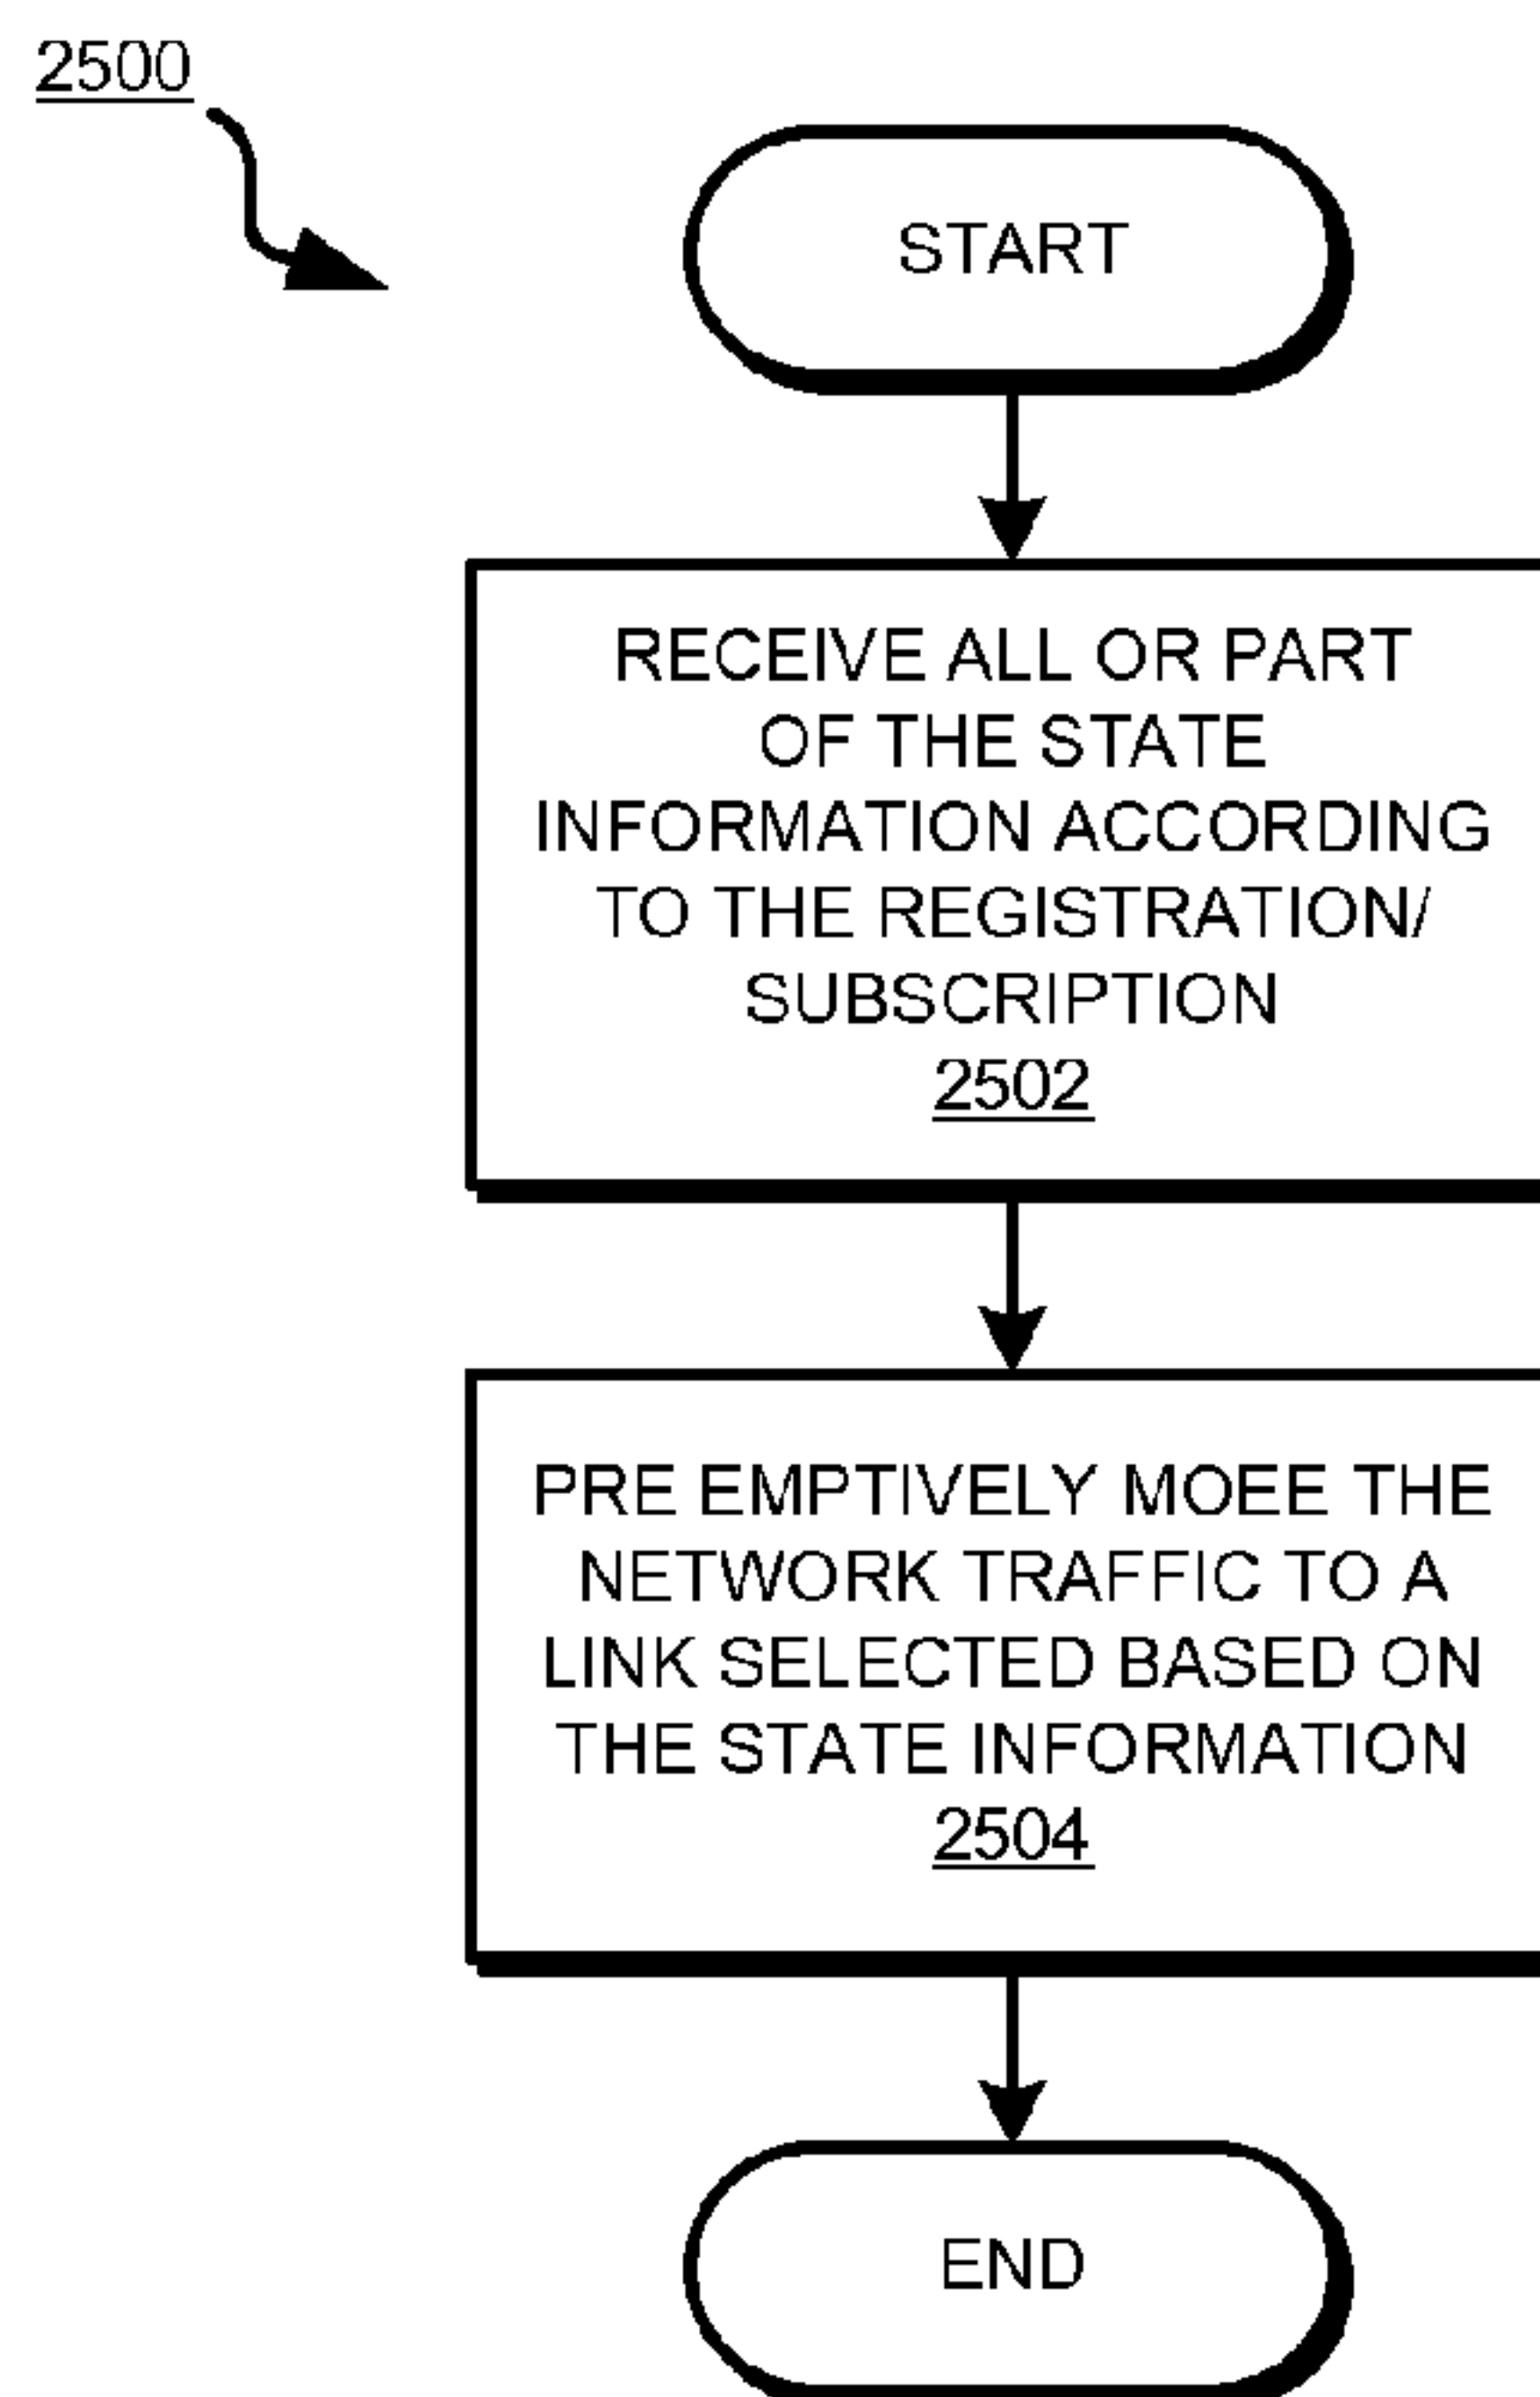 2500
START
RECEIVE ALL OR PART
OF THE STATE
INFORMATION ACCORDING
TO THE REGISTRATION/
SUBSCRIPTION
2502
PRE EMPTIVELY MOEE THE
NETWORK TRAFFIC TO A
LINK SELECTED BASED ON
THE STATE INFORMATION
2504
END